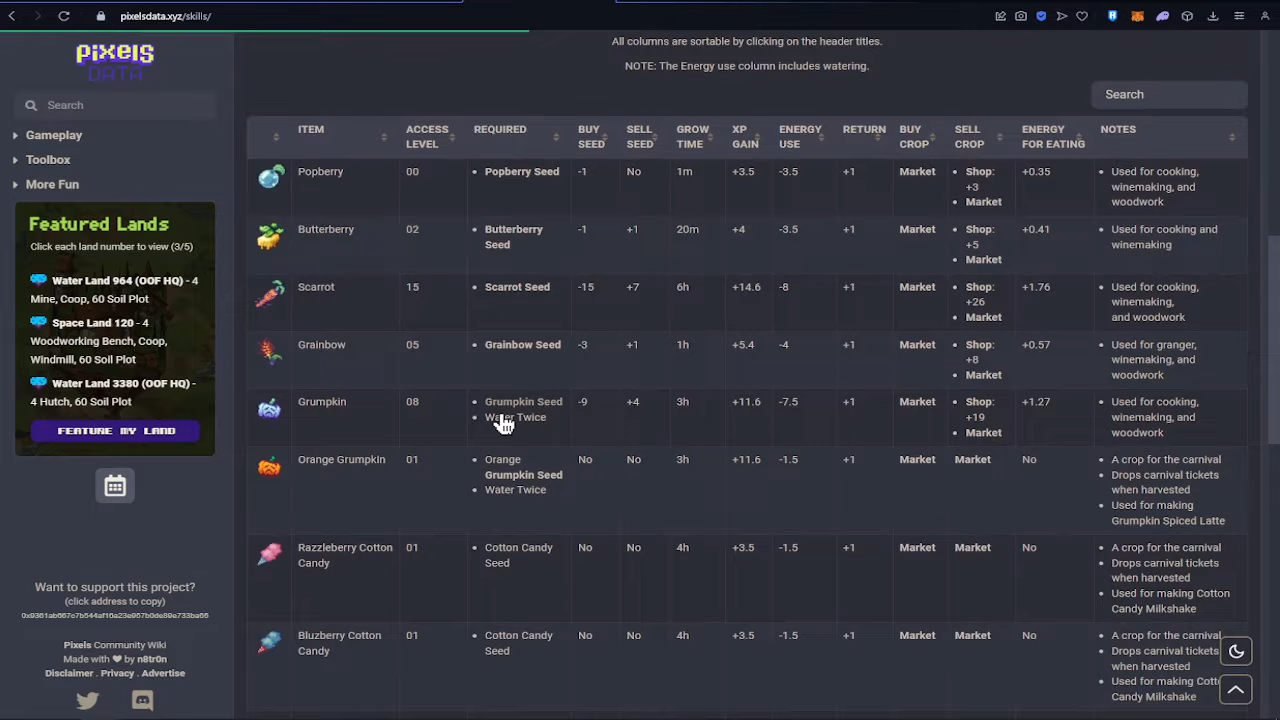 pixelsdata.xyz/skills/
pixels
DATA
Search
Gameplay
Toolbox
More Fun
Featured Lands
Click each land number to view (3/5)
Water Land 964 (OOF HQ) - 4
Mine, Coop, 60 Soil Plot
Space Land 120 - 4
Woodworking Bench, Coop,
Windmill, 60 Soil Plot
Water Land 3380 (OOF HQ) -
4 Hutch, 60 Soil Plot
FEATURE MY LAND
Want to support this project?
(click address to copy)
Pixels Community Wiki
Made with ❤ by n8tr0n
Disclaimer . Privacy . Advertise
All columns are sortable by clicking on the header titles.
NOTE: The Energy use column includes watering.
Search
ITEM ACCESS LEVEL REQUIRED BUY SEED SELL SEED GROW TIME XP GAIN ENERGY USE RETURN BUY CROP SELL CROP ENERGY FOR EATING NOTES
Popberry 00 • Popberry Seed -1 No 1m +3.5 -3.5 +1 Market • Shop: +3 • Market +0.35 • Used for cooking, winemaking, and woodwork
Butterberry 02 • Butterberry Seed -1 +1 20m +4 -3.5 +1 Market • Shop: +5 • Market +0.41 • Used for cooking and winemaking
Scarrot 15 • Scarrot Seed -15 +7 6h +14.6 -8 +1 Market • Shop: +26 • Market +1.76 • Used for cooking, winemaking, and woodwork
Grainbow 05 • Grainbow Seed -3 +1 1h +5.4 -4 +1 Market • Shop: +8 • Market +0.57 • Used for granger, winemaking, and woodwork
Grumpkin 08 • Grumpkin Seed • Water Twice -9 +4 3h +11.6 -7.5 +1 Market • Shop: +19 • Market +1.27 • Used for cooking, winemaking, and woodwork
Orange Grumpkin 01 • Orange Grumpkin Seed • Water Twice No No 3h +11.6 -1.5 +1 Market Market No • A crop for the carnival • Drops carnival tickets when harvested • Used for making Grumpkin Spiced Latte
Razzleberry Cotton Candy 01 • Cotton Candy Seed No No 4h +3.5 -1.5 +1 Market Market No • A crop for the carnival • Drops carnival tickets when harvested • Used for making Cotton Candy Milkshake
Bluzberry Cotton Candy 01 • Cotton Candy Seed No No 4h +3.5 -1.5 +1 Market Market No • A crop for the carnival • Drops carnival tickets when harvested • Used for making Candy Milkshake